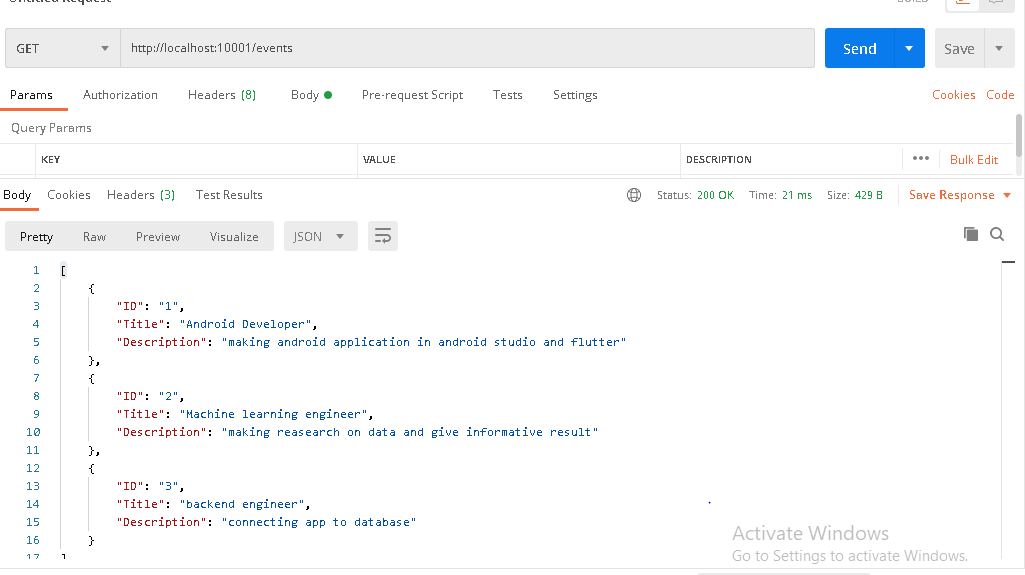 Untitled Request BUILD
GET http://localhost:10001/events Send Save
Params Authorization Headers (8) Body Pre-request Script Tests Settings Cookies Code
Query Params
KEY VALUE DESCRIPTION ••• Bulk Edit
Body Cookies Headers (3) Test Results Status: 200 OK Time: 21 ms Size: 429 B Save Response
Pretty Raw Preview Visualize JSON
1 [
2 {
3 "ID": "1",
4 "Title": "Android Developer",
5 "Description": "making android application in android studio and flutter"
6 },
7 {
8 "ID": "2",
9 "Title": "Machine learning engineer",
10 "Description": "making reasearch on data and give informative result"
11 },
12 {
13 "ID": "3",
14 "Title": "backend engineer",
15 "Description": "connecting app to database"
16 }
17 ]
Activate Windows
Go to Settings to activate Windows.